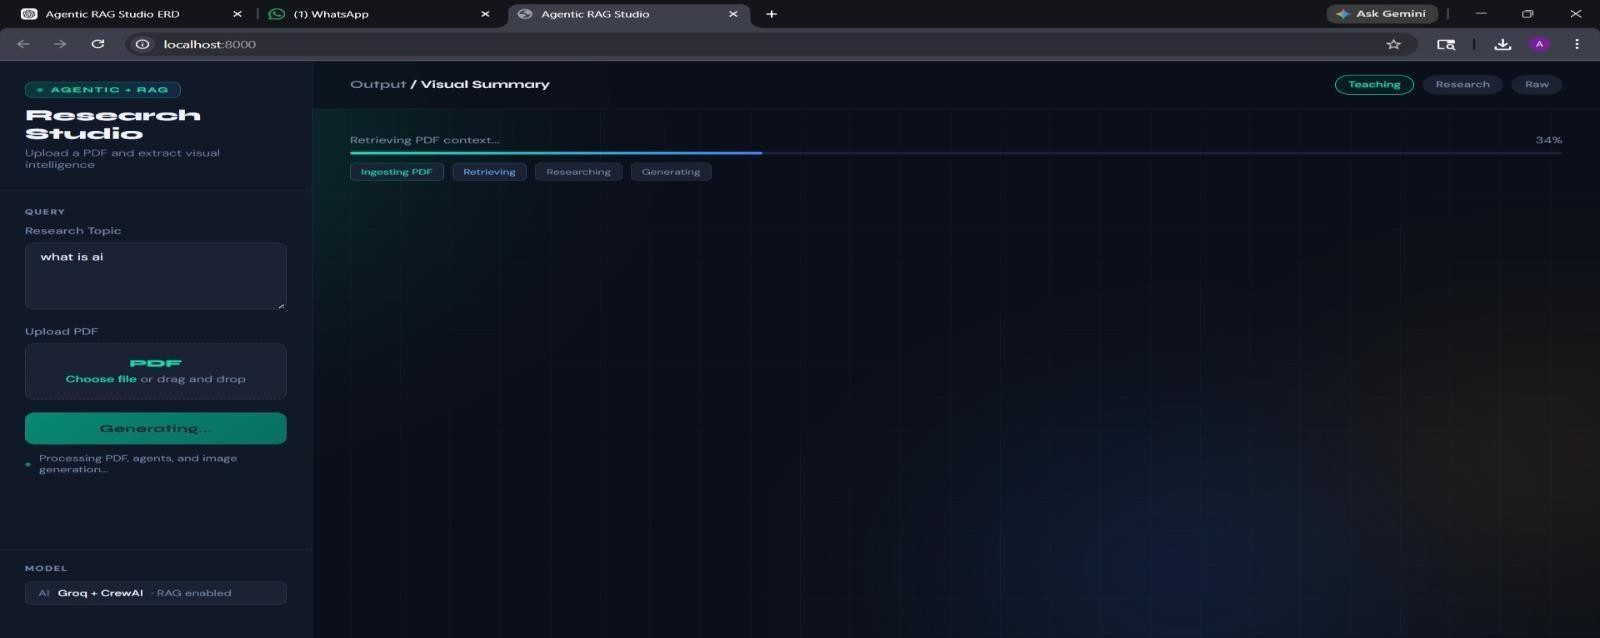 Agentic RAG Studio ERD
(1) WhatsApp
Agentic RAG Studio
Ask Gemini
localhost:8000
A
AGENTIC + RAG
Research
Studio
Upload a PDF and extract visual
intelligence
QUERY
Research Topic
what is ai
Upload PDF
PDF
Choose file or drag and drop
Generating...
Processing PDF, agents, and image
generation...
MODEL
AI Groq + CrewAI · RAG enabled
Output / Visual Summary
Teaching Research Raw
Retrieving PDF context... 34%
Ingesting PDF Retrieving Researching Generating